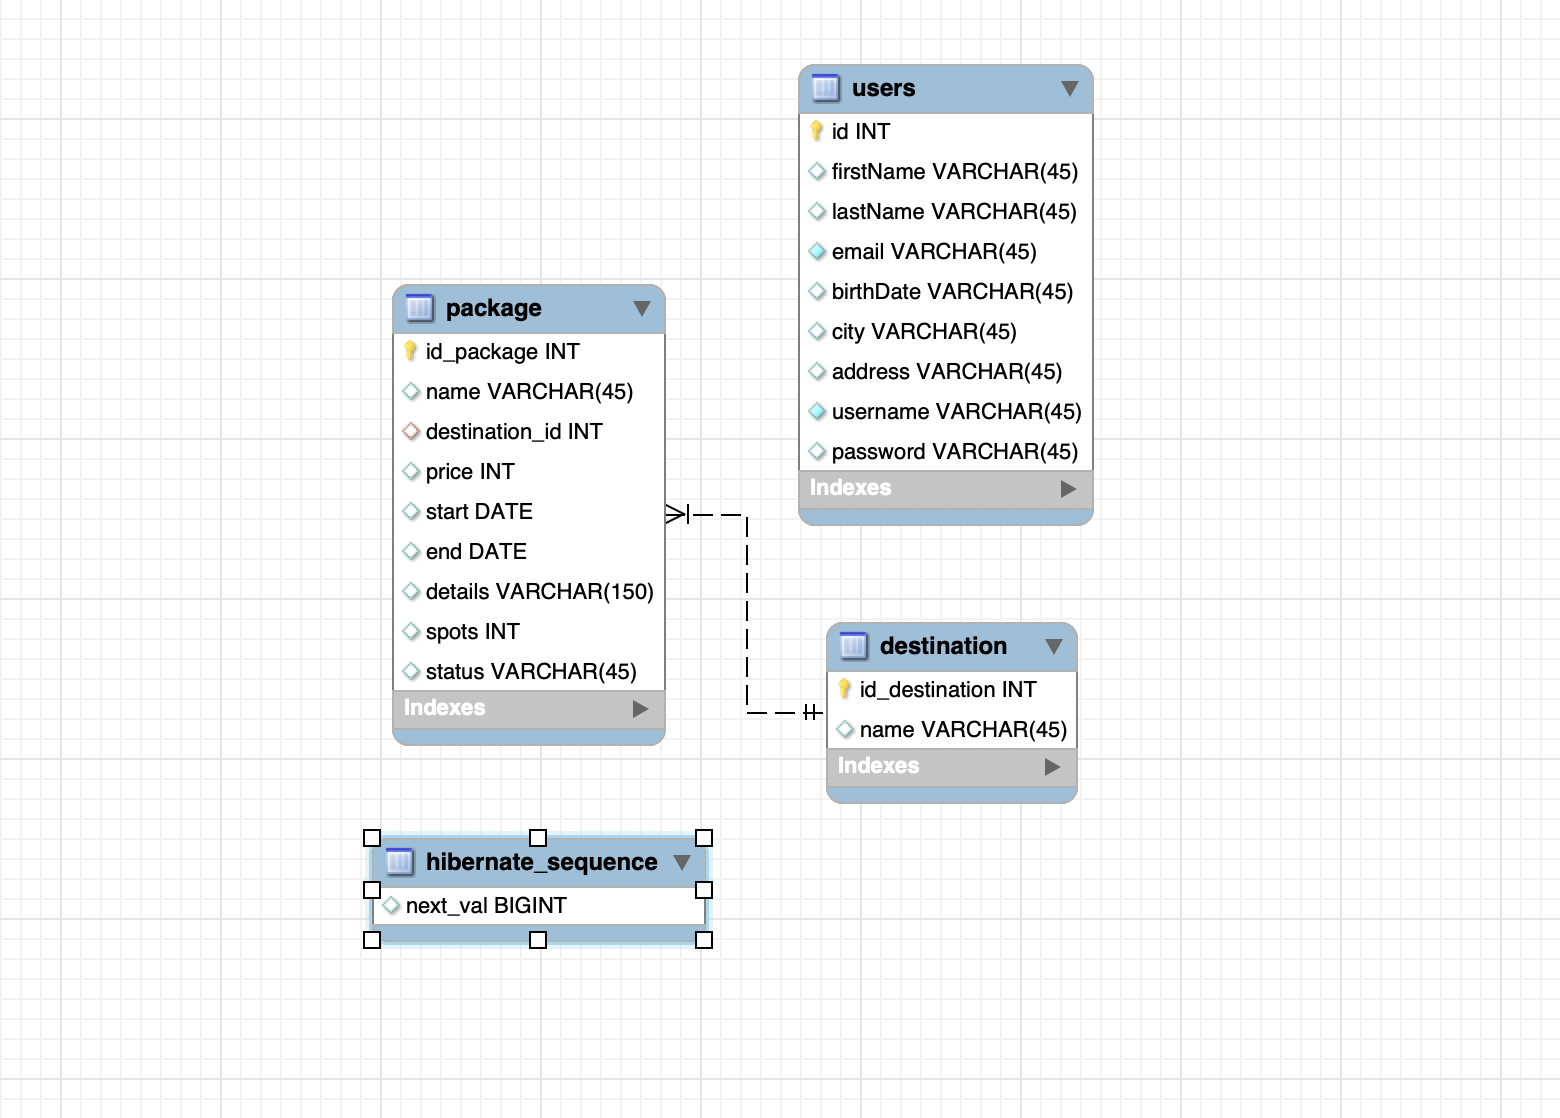 users
id INT
firstName VARCHAR(45)
lastName VARCHAR(45)
email VARCHAR(45)
birthDate VARCHAR(45)
city VARCHAR(45)
address VARCHAR(45)
username VARCHAR(45)
password VARCHAR(45)
Indexes
package
id_package INT
name VARCHAR(45)
destination_id INT
price INT
start DATE
end DATE
details VARCHAR(150)
spots INT
status VARCHAR(45)
Indexes
destination
id_destination INT
name VARCHAR(45)
Indexes
hibernate_sequence
next_val BIGINT